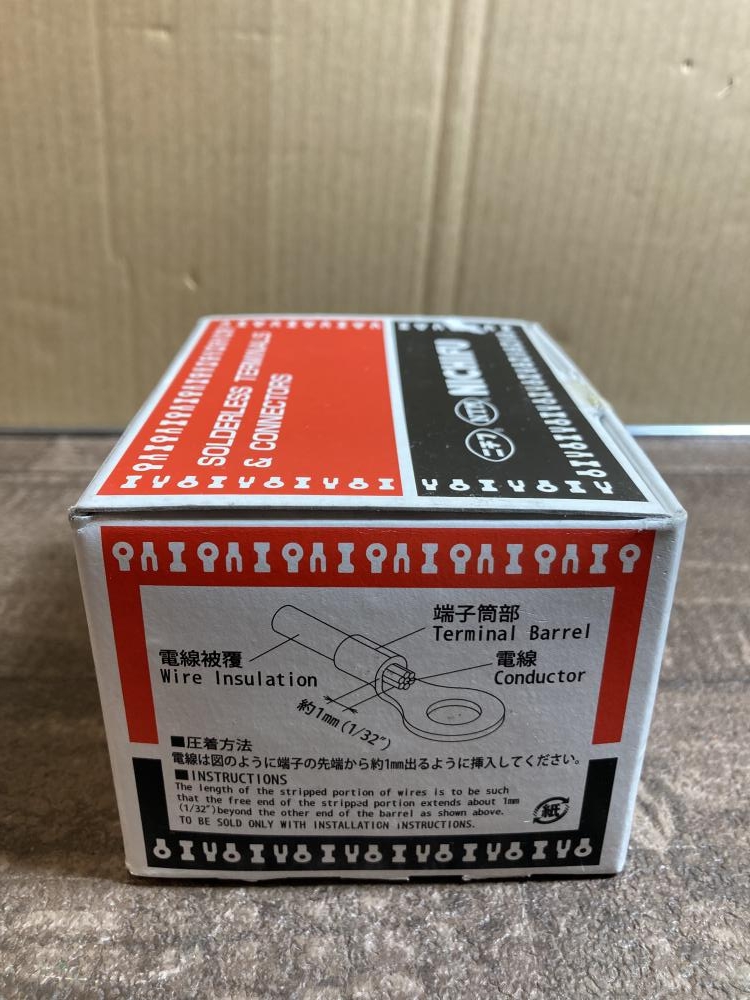 SOLDERLESS TERMINALS
& CONNECTORS
ニチフ NICHIFU
端子筒部
Terminal Barrel
電線被覆
Wire Insulation
電線
Conductor
約1mm(1/32")
■圧着方法
電線は図のように端子の先端から約1mm出るように挿入してください。
■INSTRUCTIONS
The length of the stripped portion of wires is to be such
that the free end of the stripped portion extends about 1mm
(1/32")beyond the other end of the barrel as shown above.
TO BE SOLD ONLY WITH INSTALLATION INSTRUCTIONS.
紙